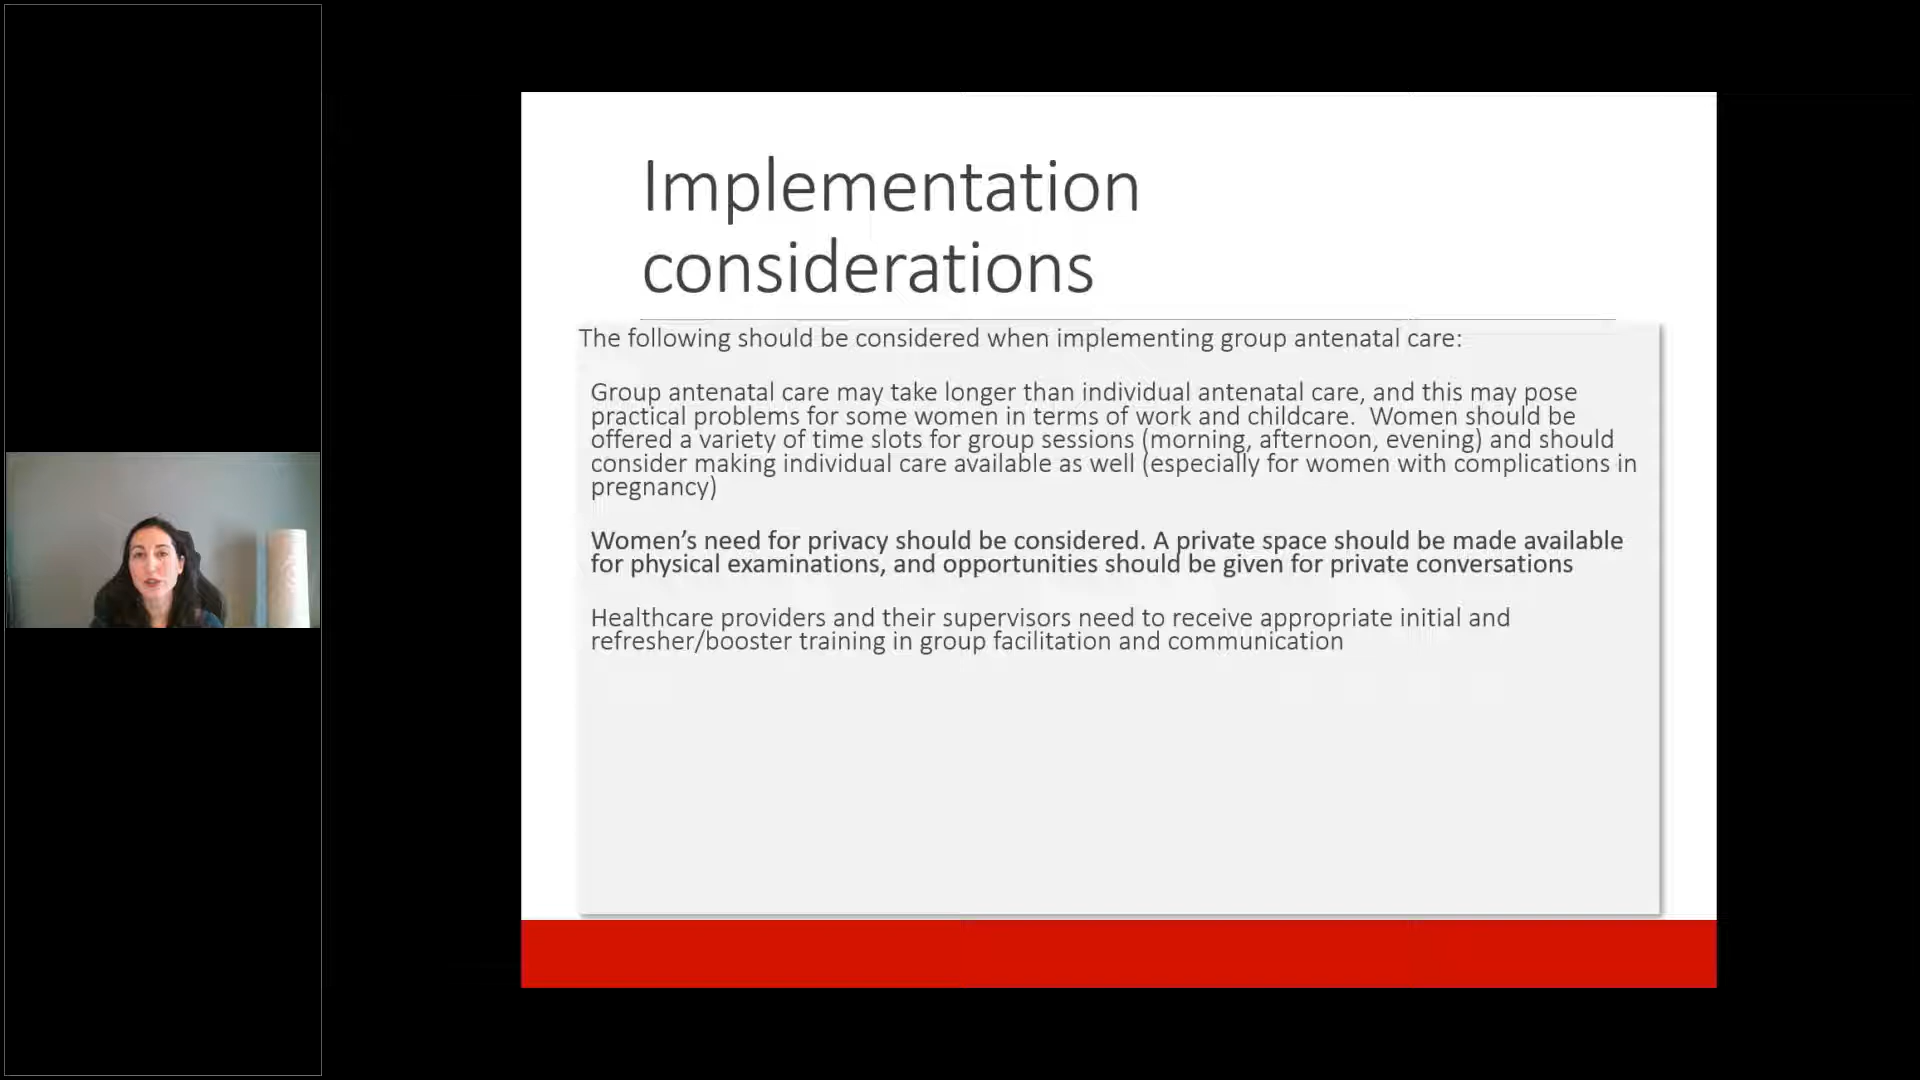 Implementation
considerations
The following should be considered when implementing group antenatal care:
Group antenatal care may take longer than individual antenatal care, and this may pose
practical problems for some women in terms of work and childcare.  Women should be
offered a variety of time slots for group sessions (morning, afternoon, evening) and should
consider making individual care available as well (especially for women with complications in
pregnancy)
Women’s need for privacy should be considered. A private space should be made available
for physical examinations, and opportunities should be given for private conversations
Healthcare providers and their supervisors need to receive appropriate initial and
refresher/booster training in group facilitation and communication